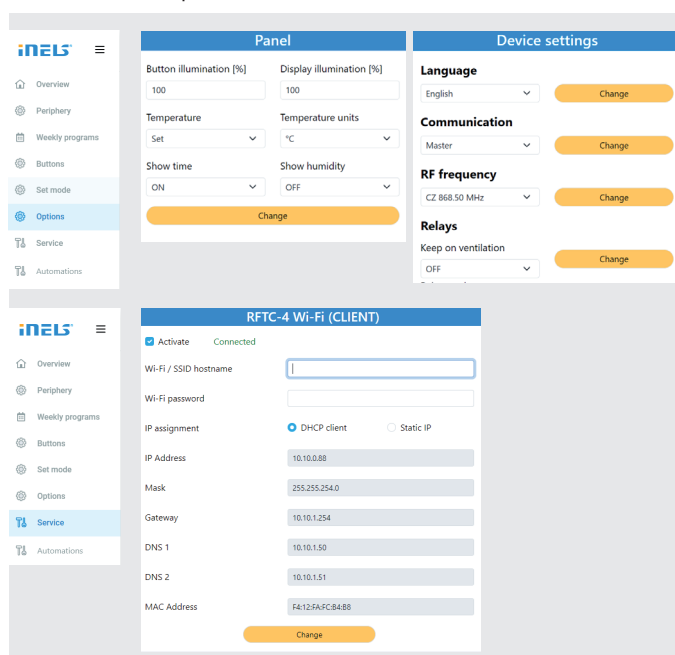 iNELS
Overview
Periphery
Weekly programs
Buttons
Set mode
Options
Service
Automations
Panel
Button illumination [%] Display illumination [%]
100 100
Temperature Temperature units
Set °C
Show time Show humidity
ON OFF
Change
Device settings
Language
English Change
Communication
Master Change
RF frequency
CZ 868.50 MHz Change
Relays
Keep on ventilation
OFF Change
iNELS
Overview
Periphery
Weekly programs
Buttons
Set mode
Options
Service
Automations
RFTC-4 Wi-Fi (CLIENT)
Activate Connected
Wi-Fi / SSID hostname
Wi-Fi password
IP assignment DHCP client Static IP
IP Address 10.10.0.88
Mask 255.255.254.0
Gateway 10.10.1.254
DNS 1 10.10.1.50
DNS 2 10.10.1.51
MAC Address F4:12:FA:FC:B4:B8
Change